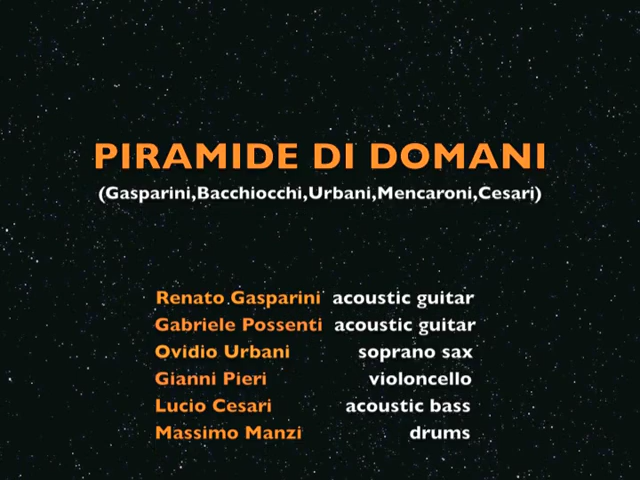 PIRAMIDE DI DOMANI
(Gasparini,Bacchiocchi,Urbani,Mencaroni,Cesari)
Renato Gasparini acoustic guitar
Gabriele Possenti acoustic guitar
Ovidio Urbani soprano sax
Gianni Pieri violoncello
Lucio Cesari acoustic bass
Massimo Manzi drums